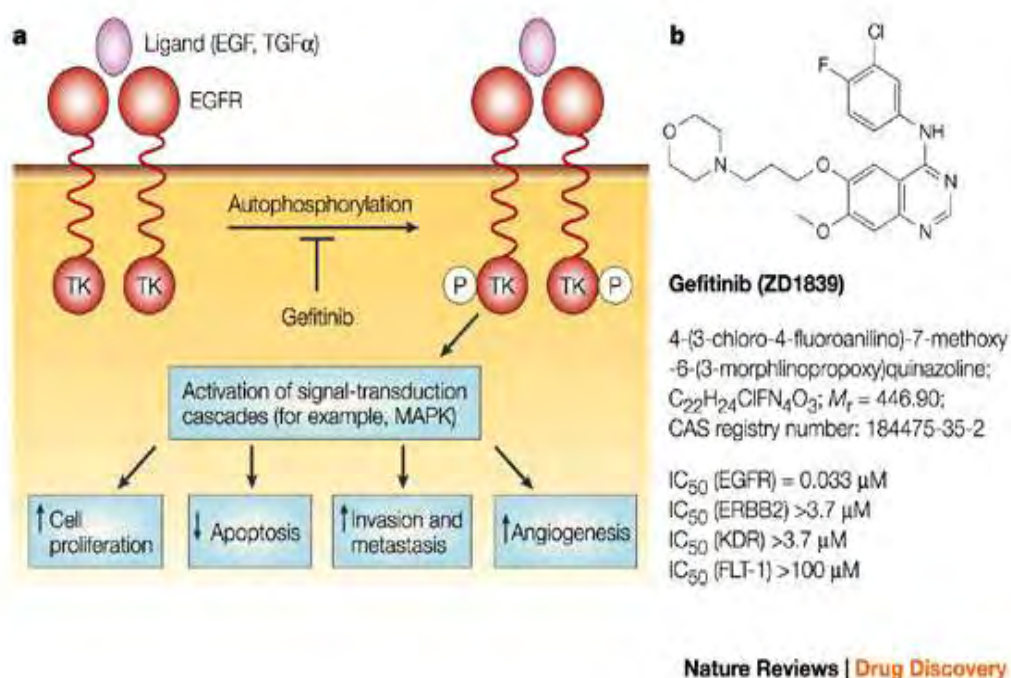 a
Ligand (EGF, TGFα)
EGFR
Autophosphorylation
TK
TK
Gefitinib
P
TK
TK
P
Activation of signal-transduction
cascades (for example, MAPK)
↑ Cell
proliferation
↓ Apoptosis
↑ Invasion and
metastasis
↑ Angiogenesis
b
Cl
F
NH
O
N
O
N
O
N
Gefitinib (ZD1839)
4-(3-chloro-4-fluoroanilino)-7-methoxy
-6-(3-morphlinopropoxy)quinazoline;
C₂₂H₂₄ClFN₄O₃; Mᵣ = 446.90;
CAS registry number: 184475-35-2
IC₅₀ (EGFR) = 0.033 μM
IC₅₀ (ERBB2) >3.7 μM
IC₅₀ (KDR) >3.7 μM
IC₅₀ (FLT-1) >100 μM
Nature Reviews | Drug Discovery